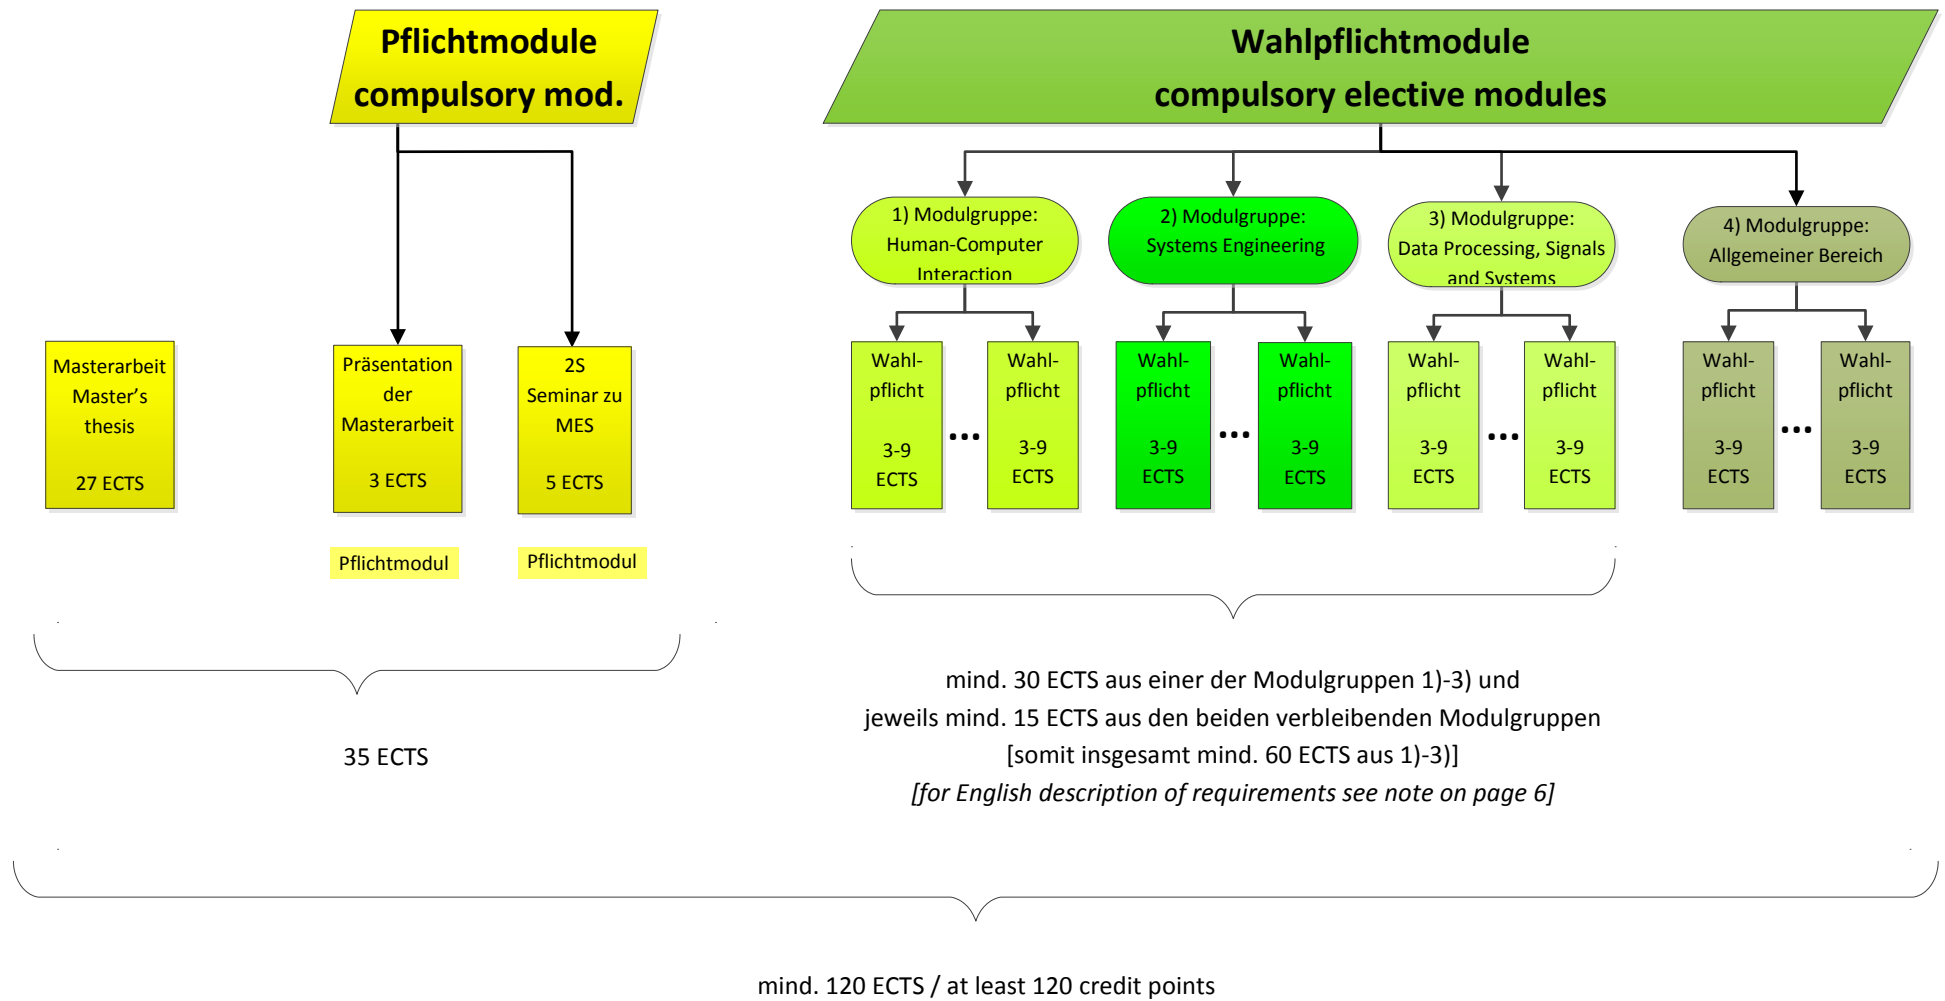 Pflichtmodule
compulsory mod.
Wahlpflichtmodule
compulsory elective modules
1) Modulgruppe:
Human-Computer
Interaction
2) Modulgruppe:
Systems Engineering
3) Modulgruppe:
Data Processing, Signals
and Systems
4) Modulgruppe:
Allgemeiner Bereich
Masterarbeit
Master's
thesis
27 ECTS
Präsentation
der
Masterarbeit
3 ECTS
2S
Seminar zu
MES
5 ECTS
Wahl-
pflicht
3-9
ECTS
...
Wahl-
pflicht
3-9
ECTS
Wahl-
pflicht
3-9
ECTS
...
Wahl-
pflicht
3-9
ECTS
Wahl-
pflicht
3-9
ECTS
...
Wahl-
pflicht
3-9
ECTS
Wahl-
pflicht
3-9
ECTS
...
Wahl-
pflicht
3-9
ECTS
Pflichtmodul
Pflichtmodul
35 ECTS
mind. 30 ECTS aus einer der Modulgruppen 1)-3) und
jeweils mind. 15 ECTS aus den beiden verbleibenden Modulgruppen
[somit insgesamt mind. 60 ECTS aus 1)-3)]
[for English description of requirements see note on page 6]
mind. 120 ECTS / at least 120 credit points